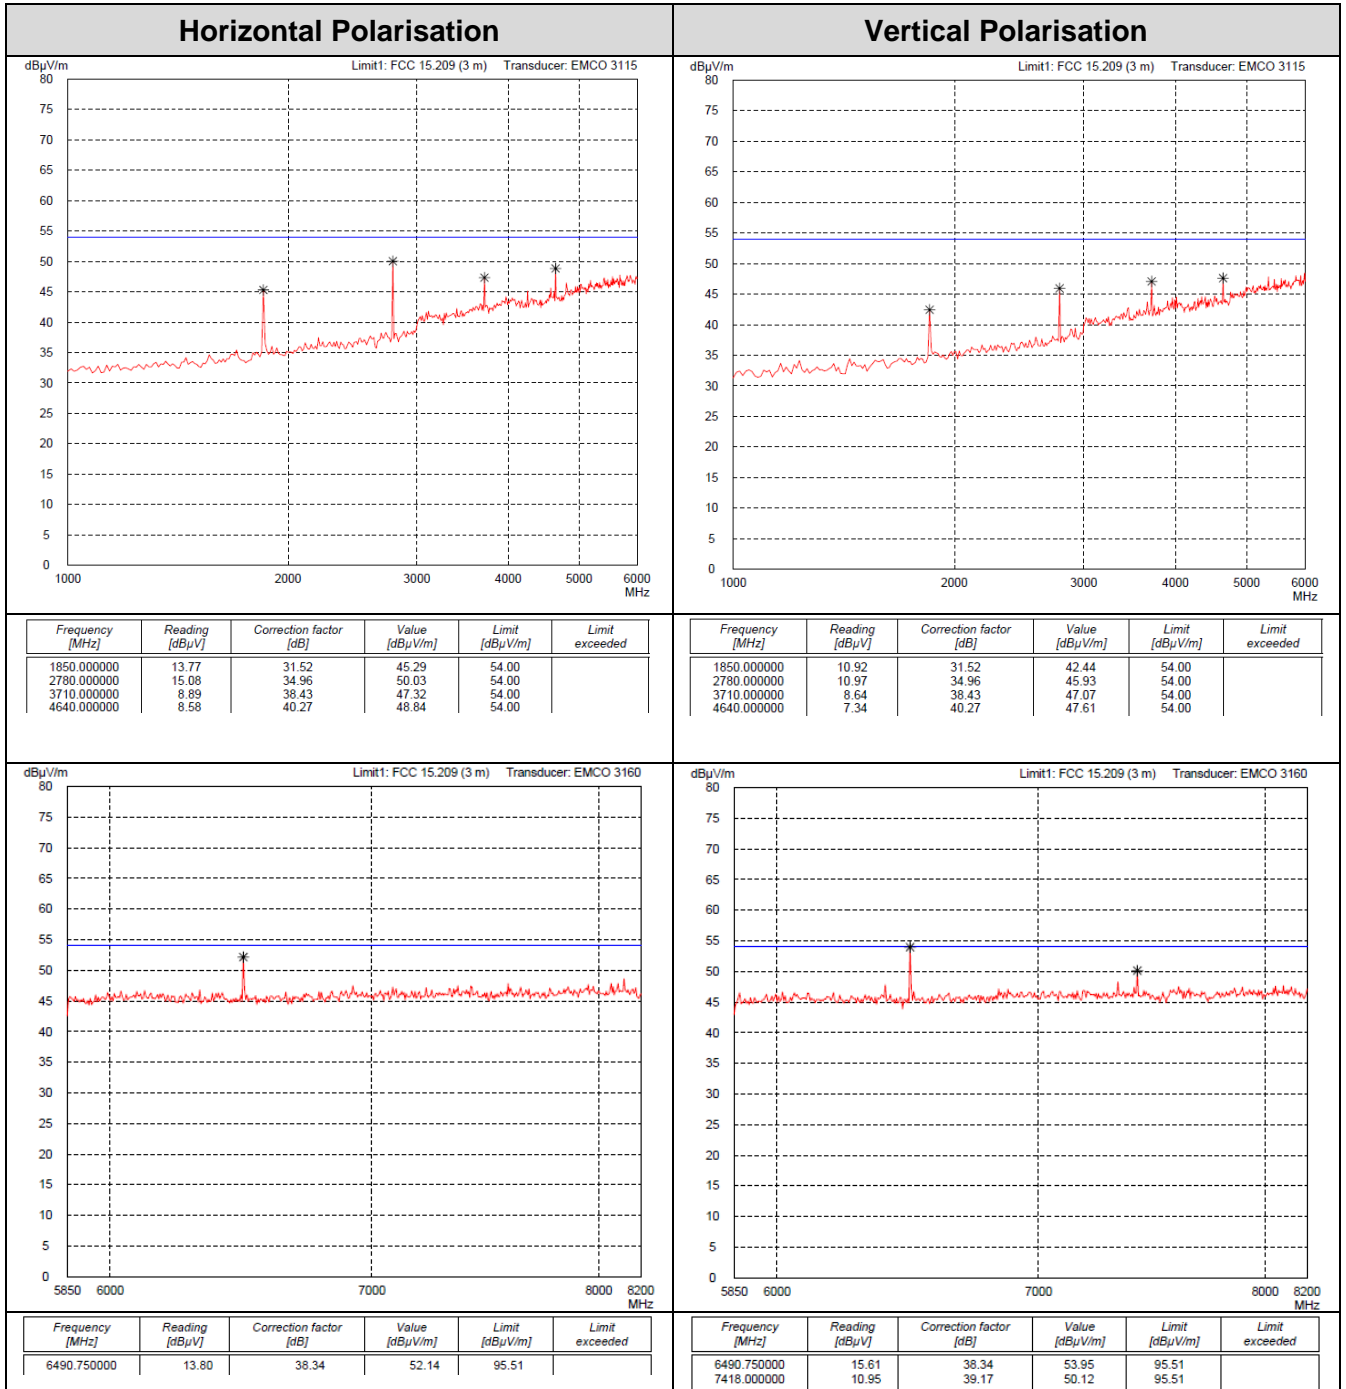 Horizontal Polarisation
Vertical Polarisation
dBµV/m
Limit1: FCC 15.209 (3 m) Transducer: EMCO 3115
80
75
70
65
60
55
50
45
40
35
30
25
20
15
10
5
0
1000 2000 3000 4000 5000 6000
MHz
dBµV/m
Limit1: FCC 15.209 (3 m) Transducer: EMCO 3115
80
75
70
65
60
55
50
45
40
35
30
25
20
15
10
5
0
1000 2000 3000 4000 5000 6000
MHz
Frequency Reading Correction factor Value Limit Limit
[MHz] [dBµV] [dB] [dBµV/m] [dBµV/m] exceeded
1850.000000 13.77 31.52 45.29 54.00
2780.000000 15.08 34.96 50.03 54.00
3710.000000 8.89 38.43 47.32 54.00
4640.000000 8.58 40.27 48.84 54.00
Frequency Reading Correction factor Value Limit Limit
[MHz] [dBµV] [dB] [dBµV/m] [dBµV/m] exceeded
1850.000000 10.92 31.52 42.44 54.00
2780.000000 10.97 34.96 45.93 54.00
3710.000000 8.64 38.43 47.07 54.00
4640.000000 7.34 40.27 47.61 54.00
dBµV/m
Limit1: FCC 15.209 (3 m) Transducer: EMCO 3160
80
75
70
65
60
55
50
45
40
35
30
25
20
15
10
5
0
5850 6000 7000 8000 8200
MHz
dBµV/m
Limit1: FCC 15.209 (3 m) Transducer: EMCO 3160
80
75
70
65
60
55
50
45
40
35
30
25
20
15
10
5
0
5850 6000 7000 8000 8200
MHz
Frequency Reading Correction factor Value Limit Limit
[MHz] [dBµV] [dB] [dBµV/m] [dBµV/m] exceeded
6490.750000 13.80 38.34 52.14 95.51
Frequency Reading Correction factor Value Limit Limit
[MHz] [dBµV] [dB] [dBµV/m] [dBµV/m] exceeded
6490.750000 15.61 38.34 53.95 95.51
7418.000000 10.95 39.17 50.12 95.51